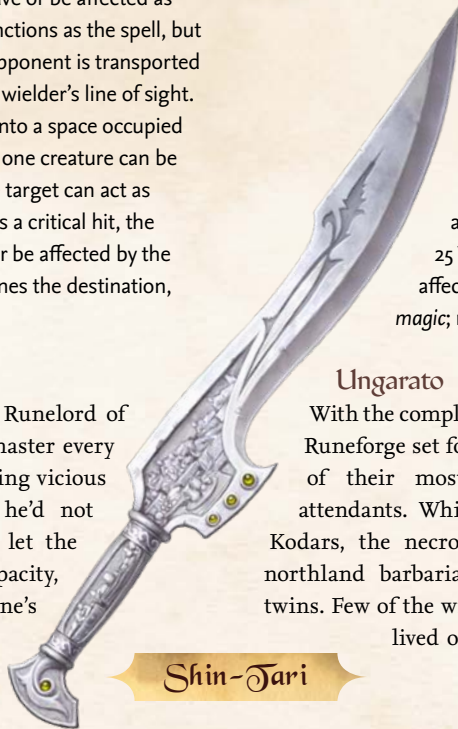 ve or be affected as
nctions as the spell, but
pponent is transported
wielder's line of sight.
nto a space occupied
one creature can be
target can act as
s a critical hit, the
r be affected by the
nes the destination,
Runelord of
naster every
ing vicious
he'd not
let the
pacity,
ne's
a
25
affec
magic;
Ungarato
With the compl
Runeforge set fo
of their mos
attendants. Whi
Kodars, the necro
northland barbaria
twins. Few of the w
lived o
Shin-Tari